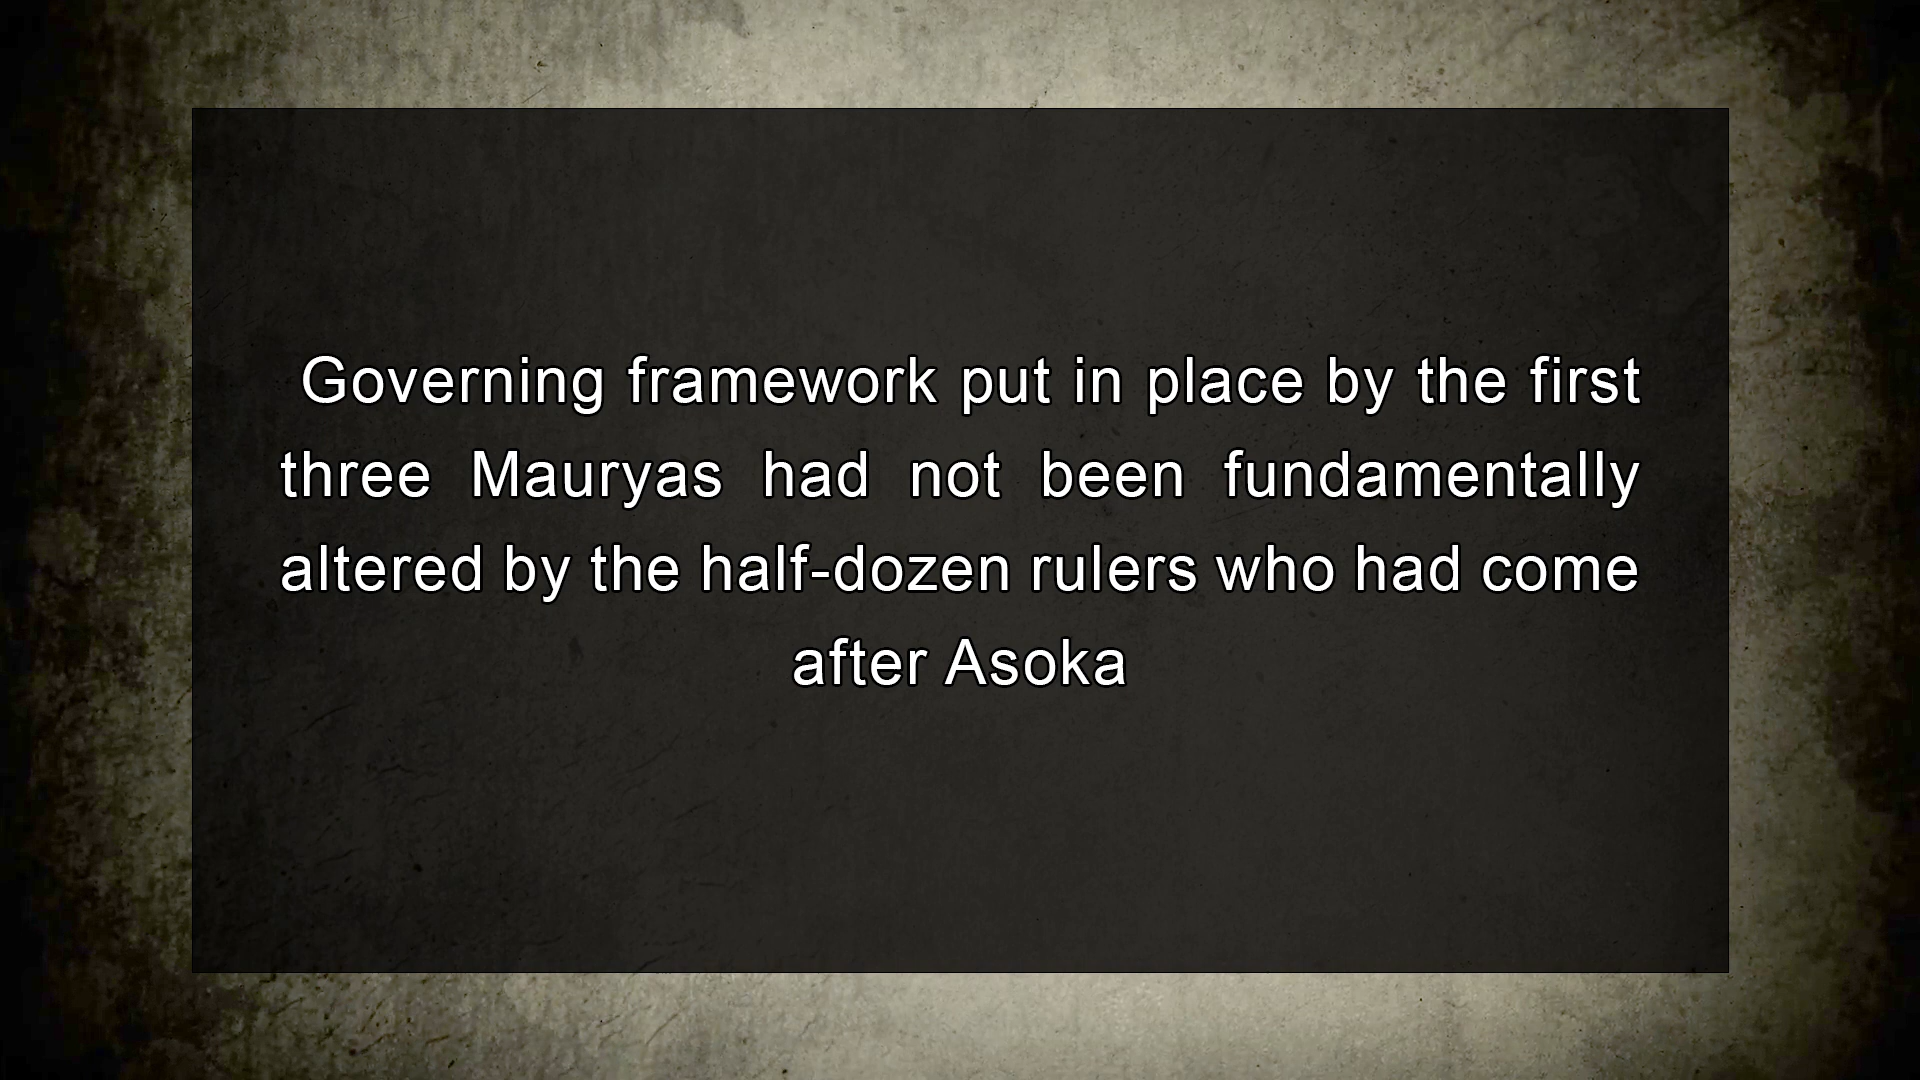 Governing framework put in place by the first
three Mauryas had not been fundamentally
altered by the half-dozen rulers who had come
after Asoka